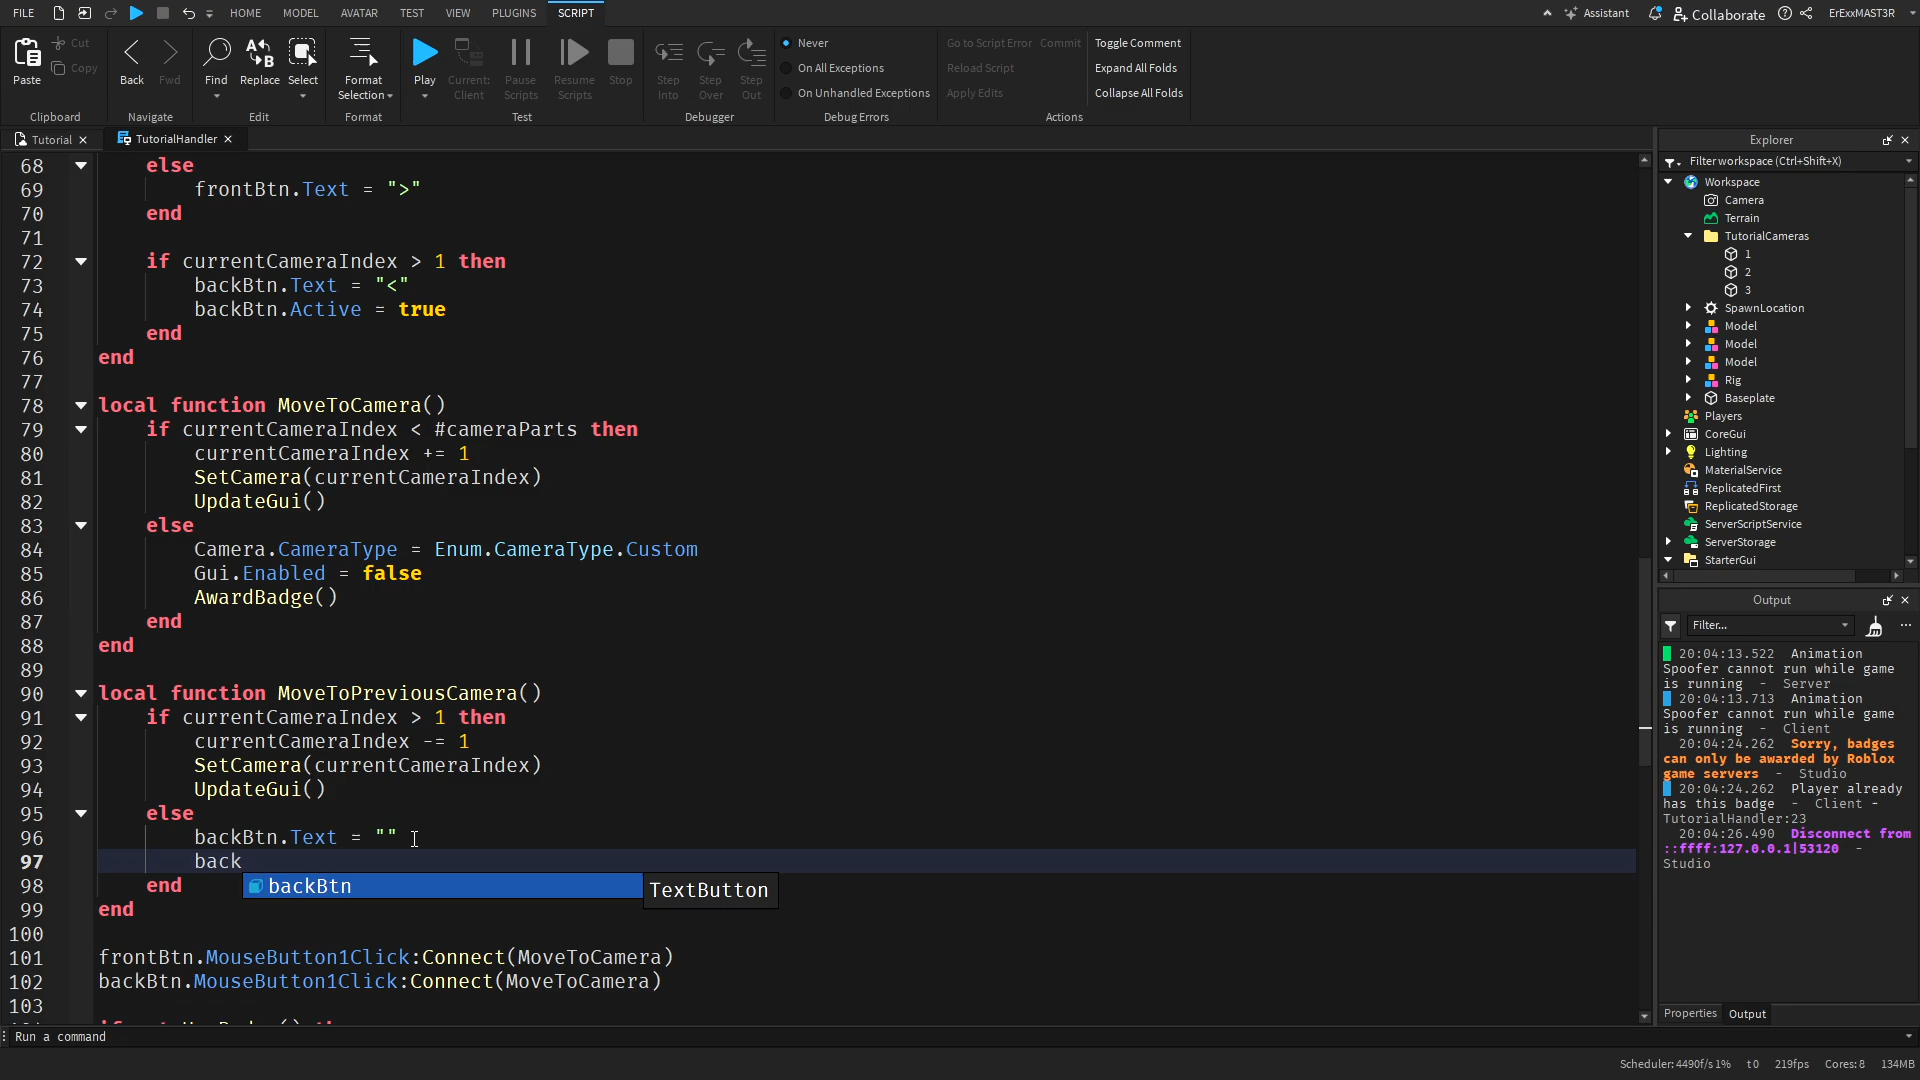 FILE HOME MODEL AVATAR TEST VIEW PLUGINS SCRIPT Assistant Collaborate ErExxMAST3R
Paste Cut Copy Back Fwd Find Replace Select Format Selection Play Current: Client Pause Scripts Resume Scripts Stop Step Into Step Over Step Out
Never
On All Exceptions
On Unhandled Exceptions
Go to Script Error Commit
Reload Script
Apply Edits
Toggle Comment
Expand All Folds
Collapse All Folds
Clipboard Navigate Edit Format Test Debugger Debug Errors Actions
Tutorial TutorialHandler
68 else
69 frontBtn.Text = ">"
70 end
71
72 if currentCameraIndex > 1 then
73 backBtn.Text = "<"
74 backBtn.Active = true
75 end
76 end
77
78 local function MoveToCamera()
79 if currentCameraIndex < #cameraParts then
80 currentCameraIndex += 1
81 SetCamera(currentCameraIndex)
82 UpdateGui()
83 else
84 Camera.CameraType = Enum.CameraType.Custom
85 Gui.Enabled = false
86 AwardBadge()
87 end
88 end
89
90 local function MoveToPreviousCamera()
91 if currentCameraIndex > 1 then
92 currentCameraIndex -= 1
93 SetCamera(currentCameraIndex)
94 UpdateGui()
95 else
96 backBtn.Text = ""
97 back
backBtn TextButton
98 end
99 end
100
101 frontBtn.MouseButton1Click:Connect(MoveToCamera)
102 backBtn.MouseButton1Click:Connect(MoveToCamera)
103
Explorer
Filter workspace (Ctrl+Shift+X)
Workspace
Camera
Terrain
TutorialCameras
1
2
3
SpawnLocation
Model
Model
Model
Rig
Baseplate
Players
CoreGui
Lighting
MaterialService
ReplicatedFirst
ReplicatedStorage
ServerScriptService
ServerStorage
StarterGui
Output
Filter...
20:04:13.522 Animation
Spoofer cannot run while game
is running - Server
20:04:13.713 Animation
Spoofer cannot run while game
is running - Client
20:04:24.262 Sorry, badges
can only be awarded by Roblox
game servers - Studio
20:04:24.262 Player already
has this badge - Client -
TutorialHandler:23
20:04:26.490 Disconnect from
::ffff:127.0.0.1|53120 -
Studio
Properties Output
Run a command
Scheduler: 4490f/s 1% t 0 219fps Cores: 8 134MB